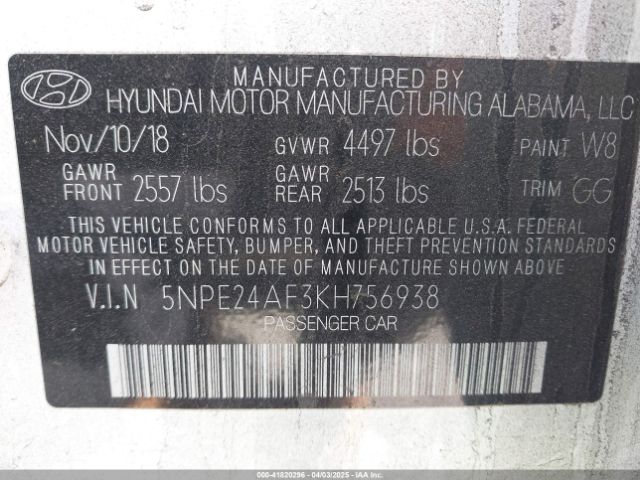 MANUFACTURED BY
HYUNDAI MOTOR MANUFACTURING ALABAMA, LLC
Nov/10/18 GVWR 4497 lbs PAINT W8
GAWR FRONT 2557 lbs GAWR REAR 2513 lbs TRIM GG
THIS VEHICLE CONFORMS TO ALL APPLICABLE U.S.A. FEDERAL
MOTOR VEHICLE SAFETY, BUMPER, AND THEFT PREVENTION STANDARDS
IN EFFECT ON THE DATE OF MANUFACTURE SHOWN ABOVE
V.I.N 5NPE24AF3KH756938
PASSENGER CAR
000-41820296 - 04/03/2025 - IAAI.COM